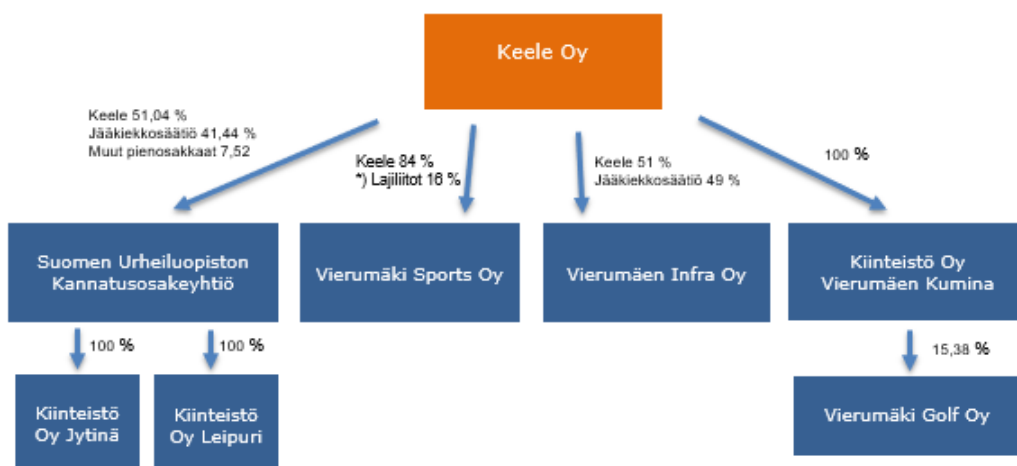 Keele Oy
Keele 51,04 %
Jääkiekkosäätiö 41,44 %
Muut pienosakkaat 7,52
Keele 84 %
*) Lajiliitot 16 %
Keele 51 %
Jääkiekkosäätiö 49 %
100 %
Suomen Urheiluopiston
Kannatusosakeyhtiö
Vierumäki Sports Oy
Vierumäen Infra Oy
Kiinteistö Oy
Vierumäen Kumina
100 %
100 %
15,38 %
Kiinteistö
Oy Jytinä
Kiinteistö
Oy Leipuri
Vierumäki Golf Oy